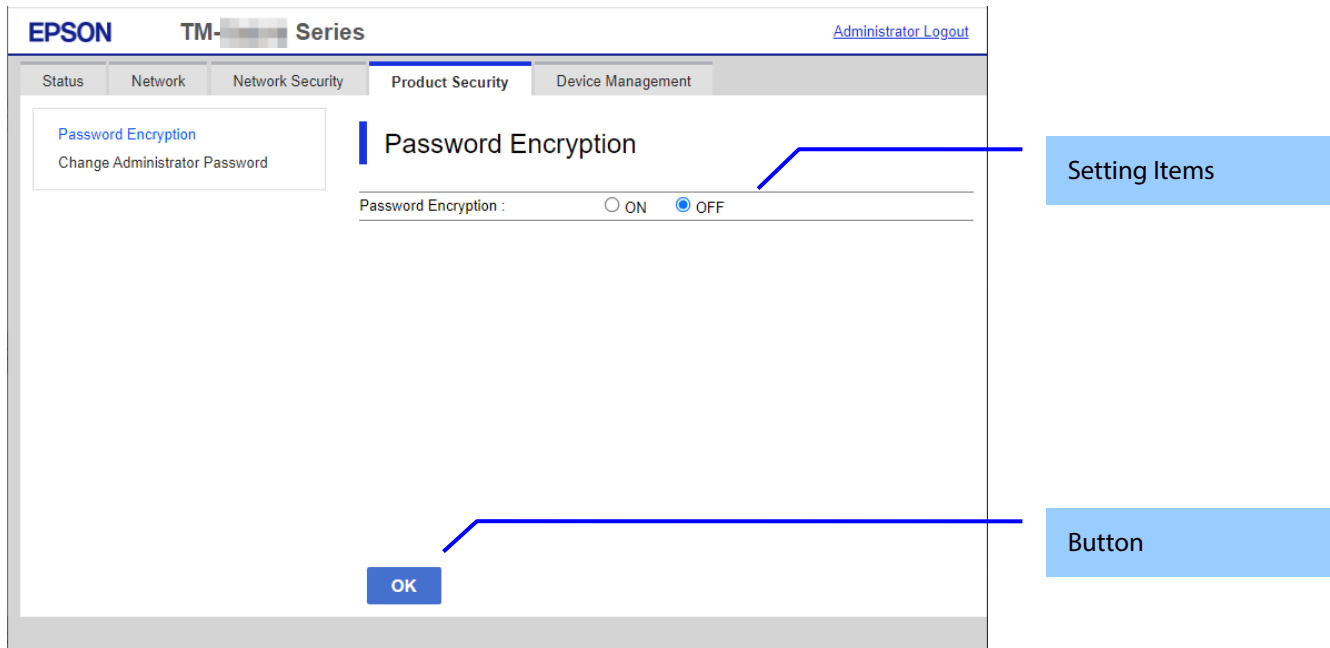 EPSON TM- Series Administrator Logout
Status Network Network Security Product Security Device Management
Password Encryption
Change Administrator Password
Password Encryption
Password Encryption : ON OFF
Setting Items
Button
OK